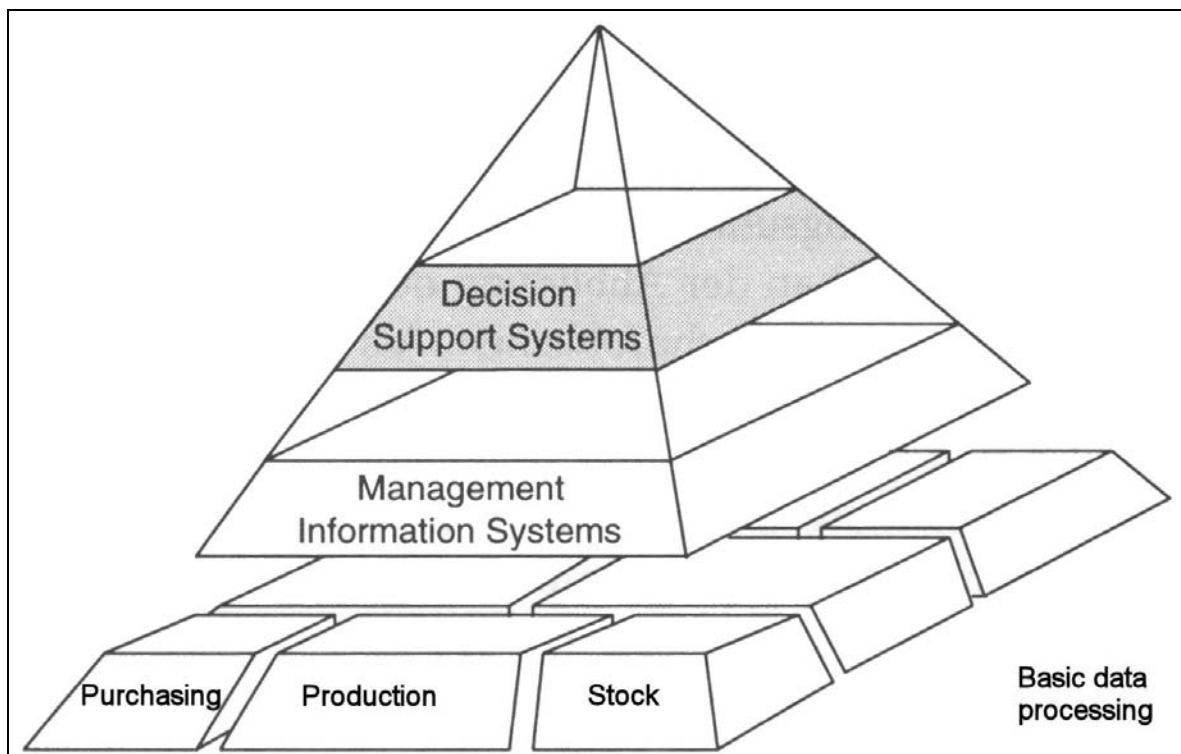 Decision
Support Systems
Management
Information Systems
Purchasing
Production
Stock
Basic data
processing